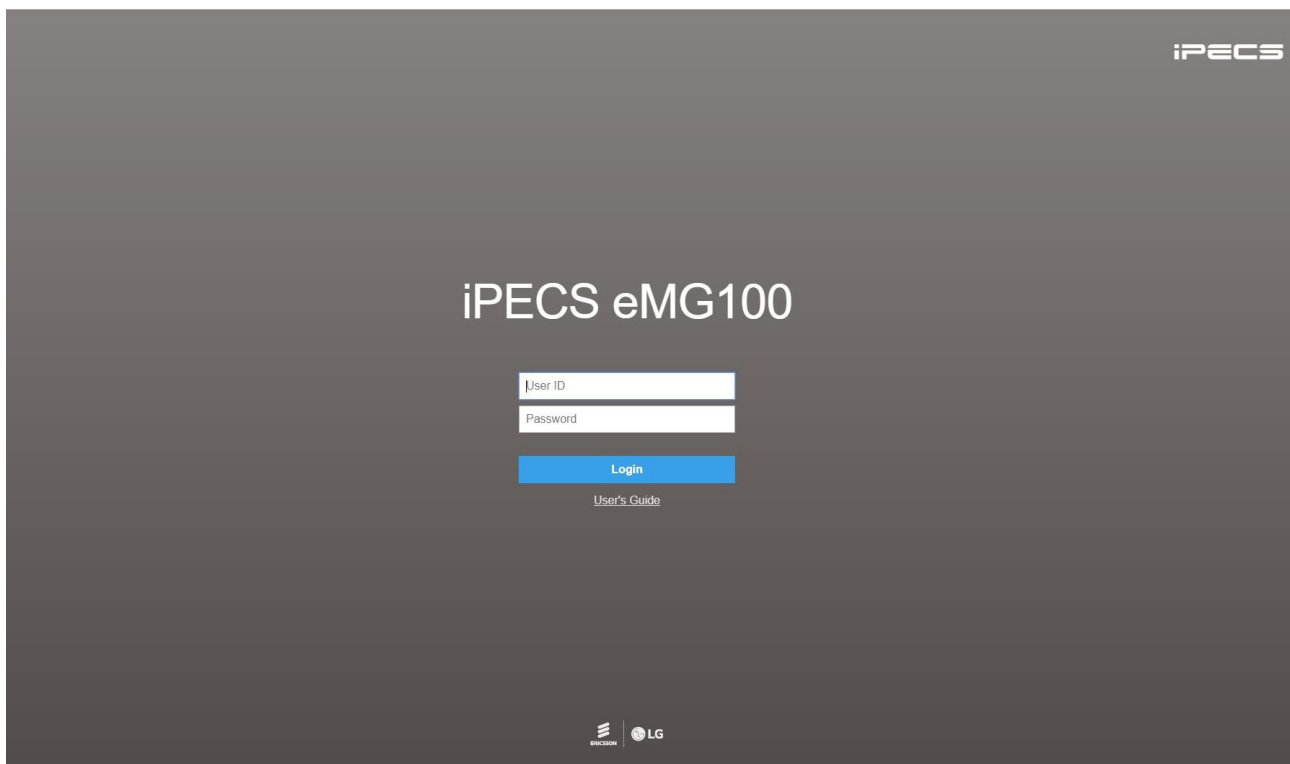 iPECS
iPECS eMG100
User ID
Password
Login
User's Guide
ERICSSON
LG